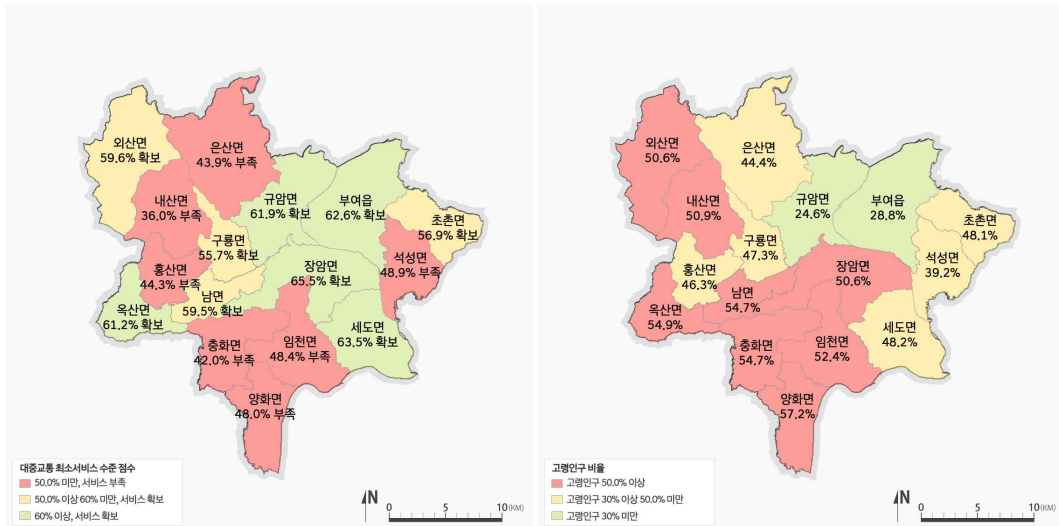 외산면
59.6% 확보
은산면
43.9% 부족
내산면
36.0% 부족
규암면
61.9% 확보
부여읍
62.6% 확보
초촌면
56.9% 확보
구룡면
55.7% 확보
석성면
48.9% 부족
홍산면
44.3% 부족
장암면
65.5% 확보
남면
59.5% 확보
옥산면
61.2% 확보
세도면
63.5% 확보
충화면
42.0% 부족
임천면
48.4% 부족
양화면
48.0% 부족
대중교통 최소서비스 수준 점수
50.0% 미만, 서비스 부족
50.0% 이상 60% 미만, 서비스 확보
60% 이상, 서비스 확보
N
0 5 10(KM)
외산면
50.6%
은산면
44.4%
내산면
50.9%
규암면
24.6%
부여읍
28.8%
초촌면
48.1%
구룡면
47.3%
석성면
39.2%
홍산면
46.3%
장암면
50.6%
남면
54.7%
옥산면
54.9%
세도면
48.2%
충화면
54.7%
임천면
52.4%
양화면
57.2%
고령인구 비율
고령인구 50.0% 이상
고령인구 30% 이상 50.0% 미만
고령인구 30% 미만
N
0 5 10(KM)